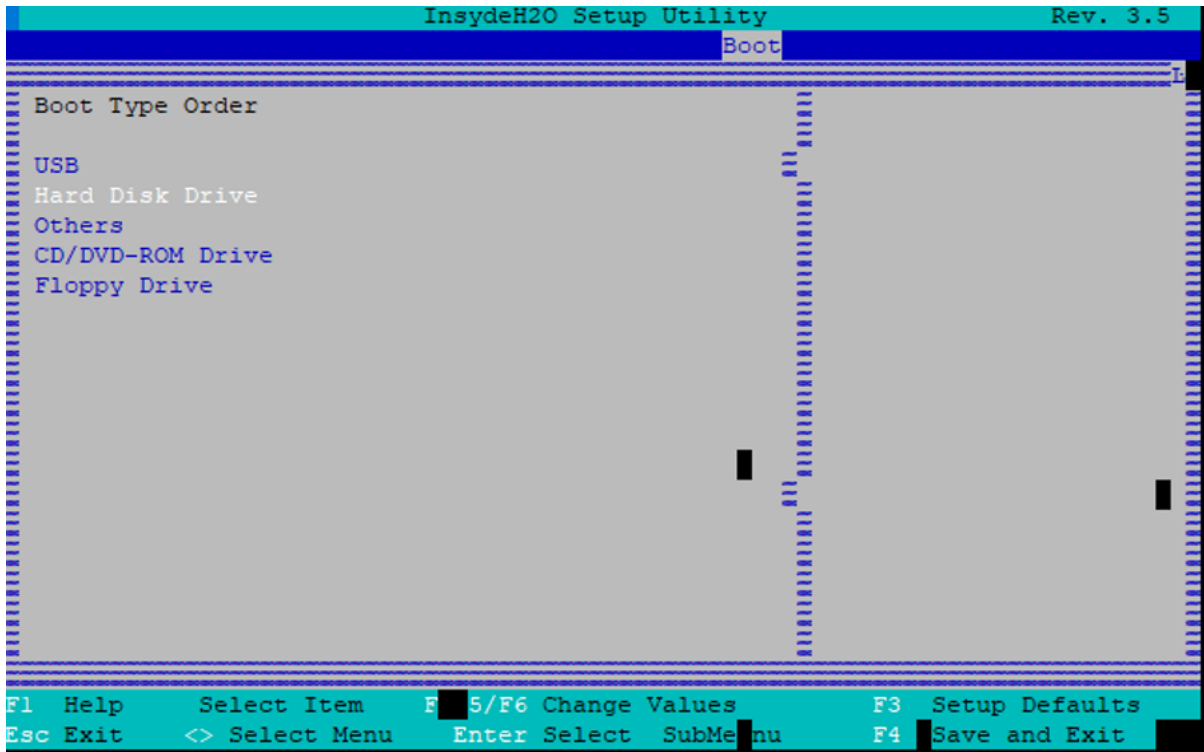 InsydeH2O Setup Utility Rev. 3.5
Boot
Boot Type Order
USB
Hard Disk Drive
Others
CD/DVD-ROM Drive
Floppy Drive
F1 Help Select Item F 5/F6 Change Values F3 Setup Defaults
Esc Exit <> Select Menu Enter Select SubMe nu F4 Save and Exit